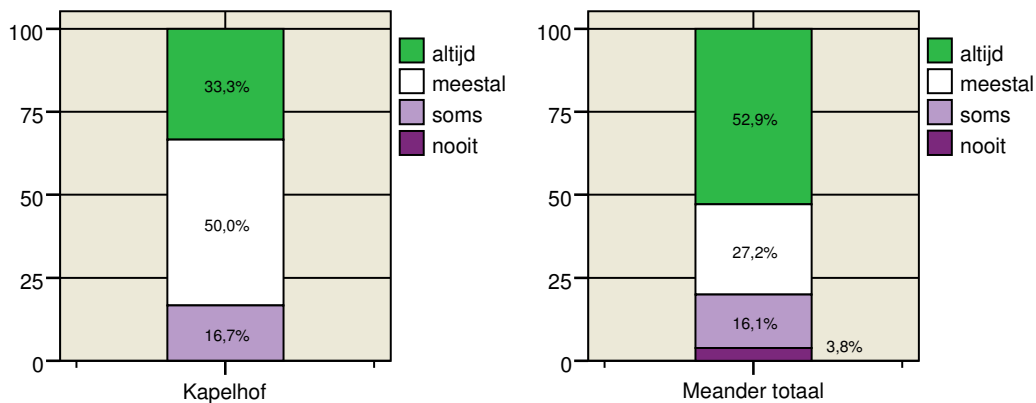 100
75
50
25
0
33,3%
50,0%
16,7%
Kapelhof
altijd
meestal
soms
nooit
100
75
50
25
0
52,9%
27,2%
16,1%
3,8%
Meander totaal
altijd
meestal
soms
nooit